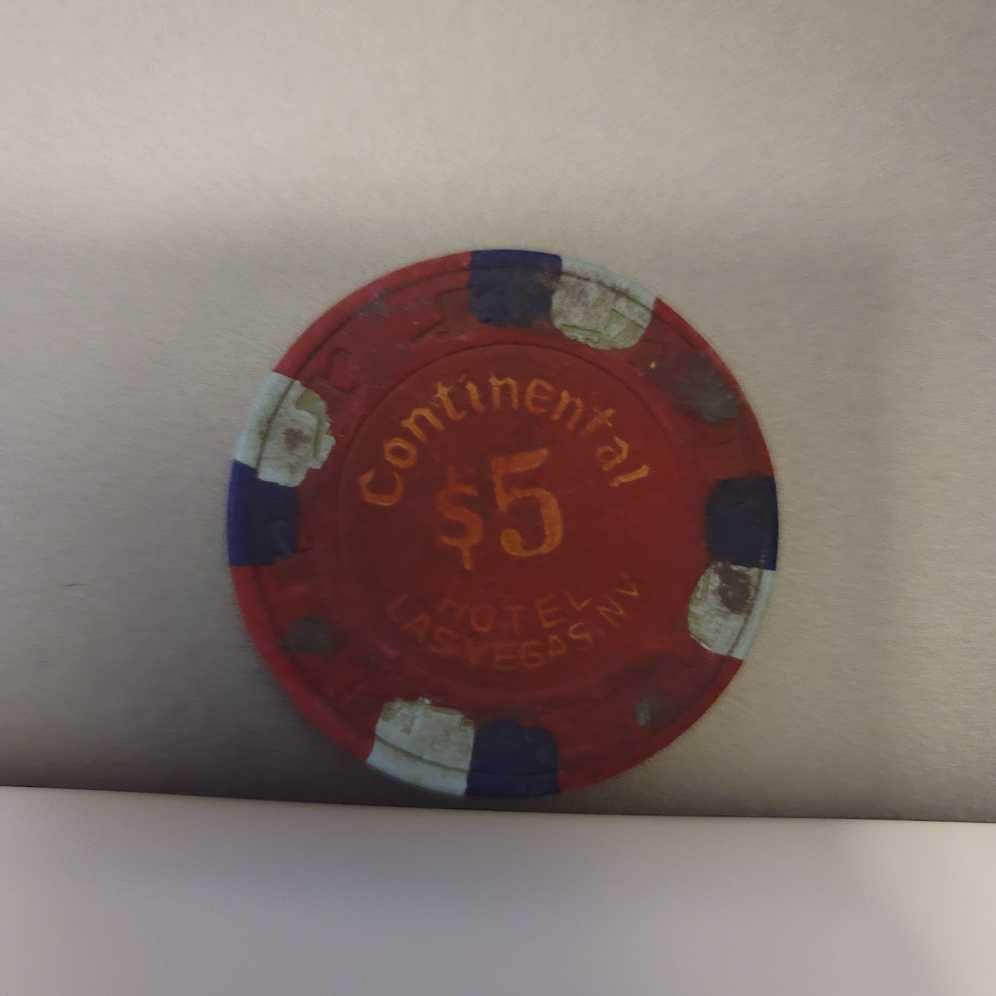 Continental
$5
HOTEL
LAS VEGAS, NV